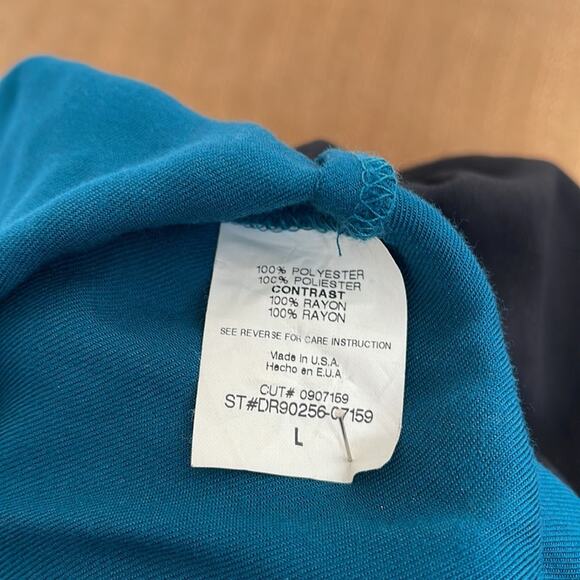 100% POLYESTER
100% POLIESTER
CONTRAST
100% RAYON
100% RAYON
SEE REVERSE FOR CARE INSTRUCTION
Made in U.S.A.
Hecho en E.U.A
CUT# 0907159
ST#DR90256-07159
L